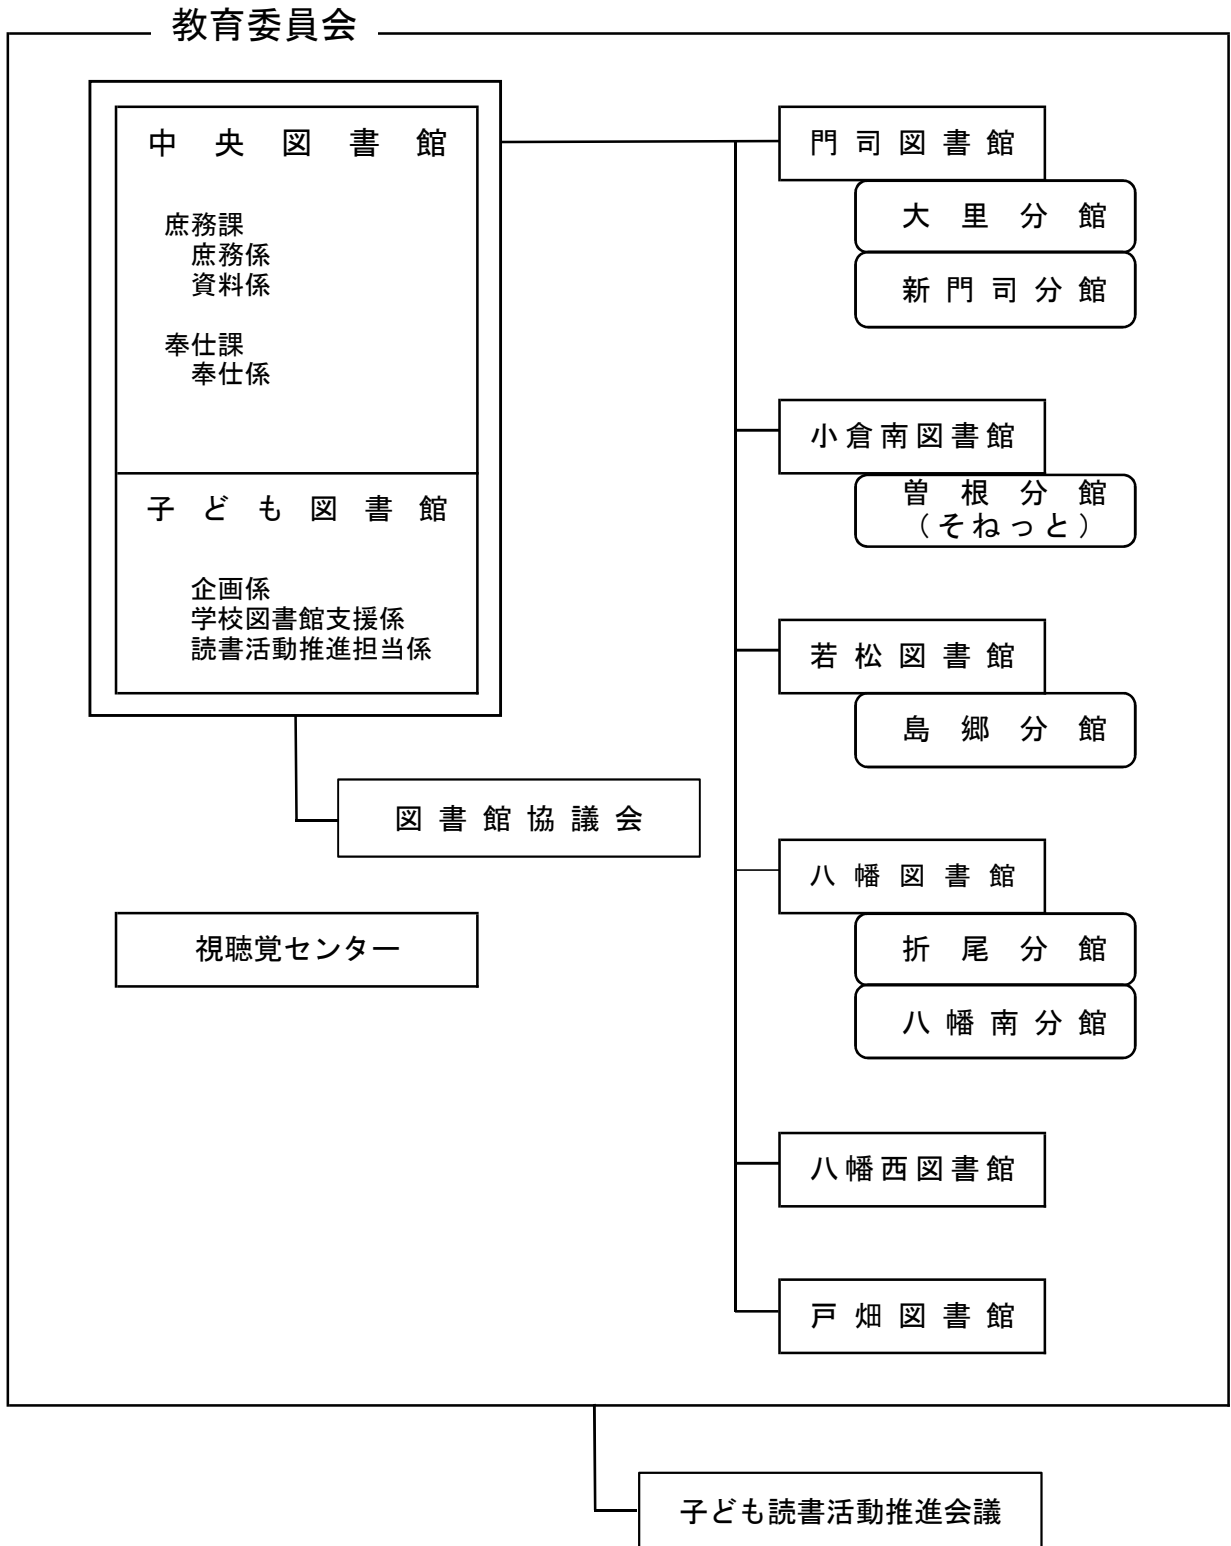 教育委員会
中央図書館
庶務課
庶務係
資料係
奉仕課
奉仕係
子ども図書館
企画係
学校図書館支援係
読書活動推進担当係
図書館協議会
視聴覚センター
門司図書館
大里分館
新門司分館
小倉南図書館
曽根分館
（そねっと）
若松図書館
島郷分館
八幡図書館
折尾分館
八幡南分館
八幡西図書館
戸畑図書館
子ども読書活動推進会議